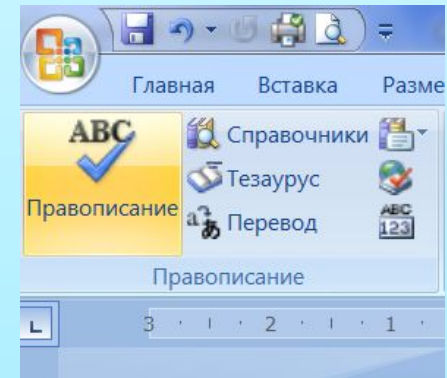 Главная Вставка Разме
ABC Справочники
Правописание Тезаурус
Перевод ABC 123
Правописание
L 3 2 1